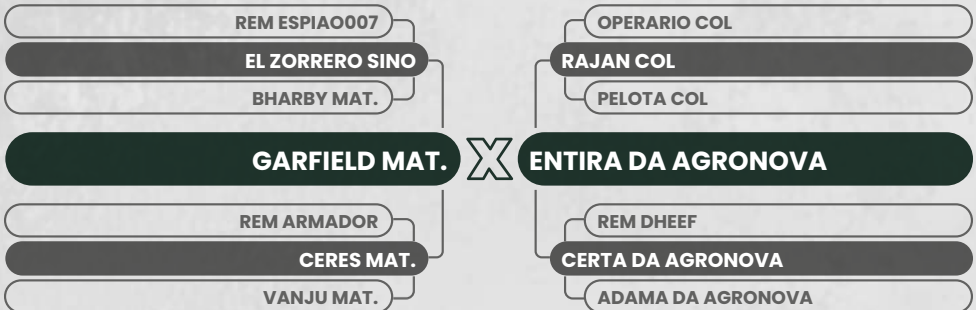 REM ESPIAO007
OPERARIO COL
EL ZORRERO SINO
RAJAN COL
BHARBY MAT.
PELOTA COL
GARFIELD MAT. X ENTIRA DA AGRONOVA
REM ARMADOR
REM DHEEF
CERES MAT.
CERTA DA AGRONOVA
VANJU MAT.
ADAMA DA AGRONOVA